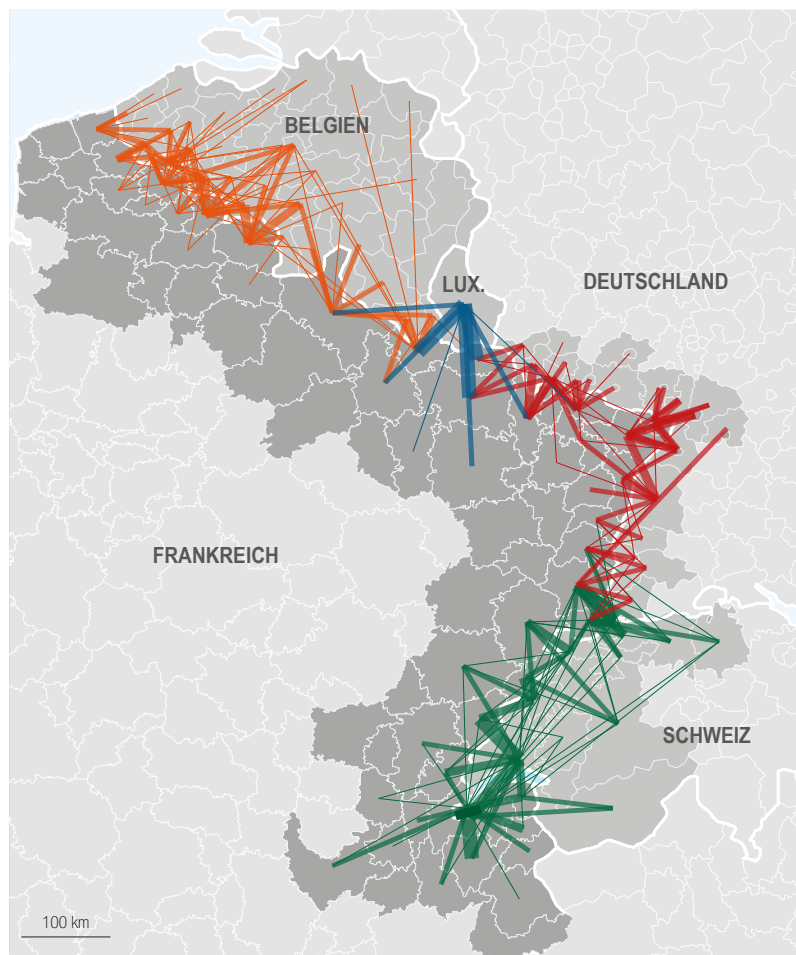 BELGIEN
LUX.
DEUTSCHLAND
FRANKREICH
SCHWEIZ
100 km